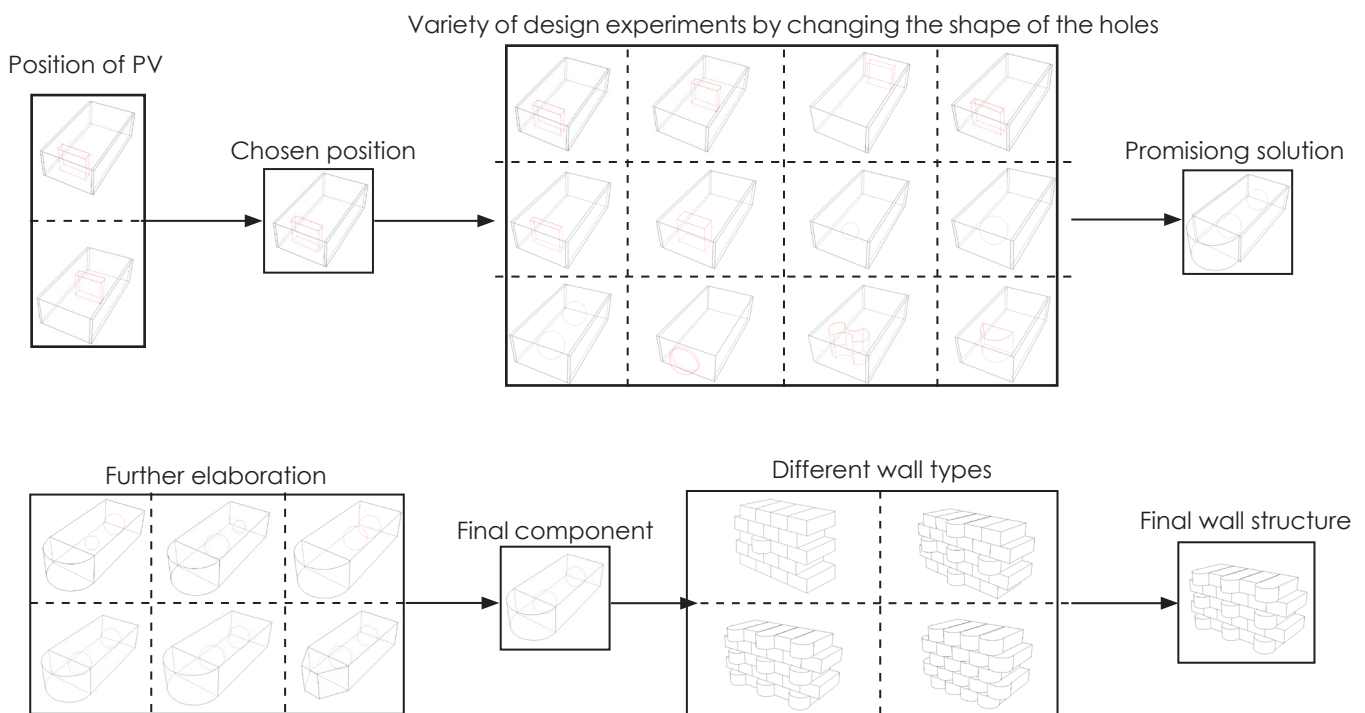 Variety of design experiments by changing the shape of the holes
Position of PV
Chosen position
Promisiong solution
Further elaboration
Different wall types
Final component
Final wall structure